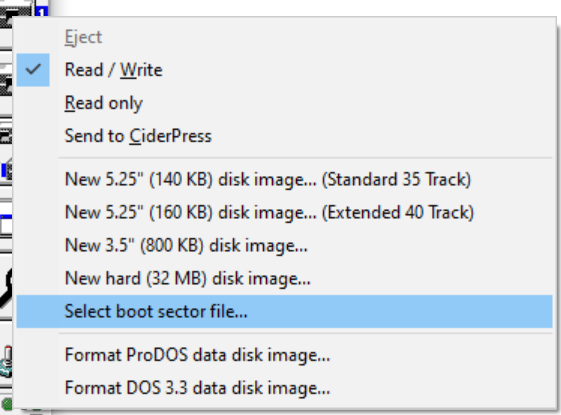 1
Eject
Read / Write
Read only
Send to CiderPress
New 5.25" (140 KB) disk image... (Standard 35 Track)
New 5.25" (160 KB) disk image... (Extended 40 Track)
New 3.5" (800 KB) disk image...
New hard (32 MB) disk image...
Select boot sector file...
Format ProDOS data disk image...
Format DOS 3.3 data disk image...